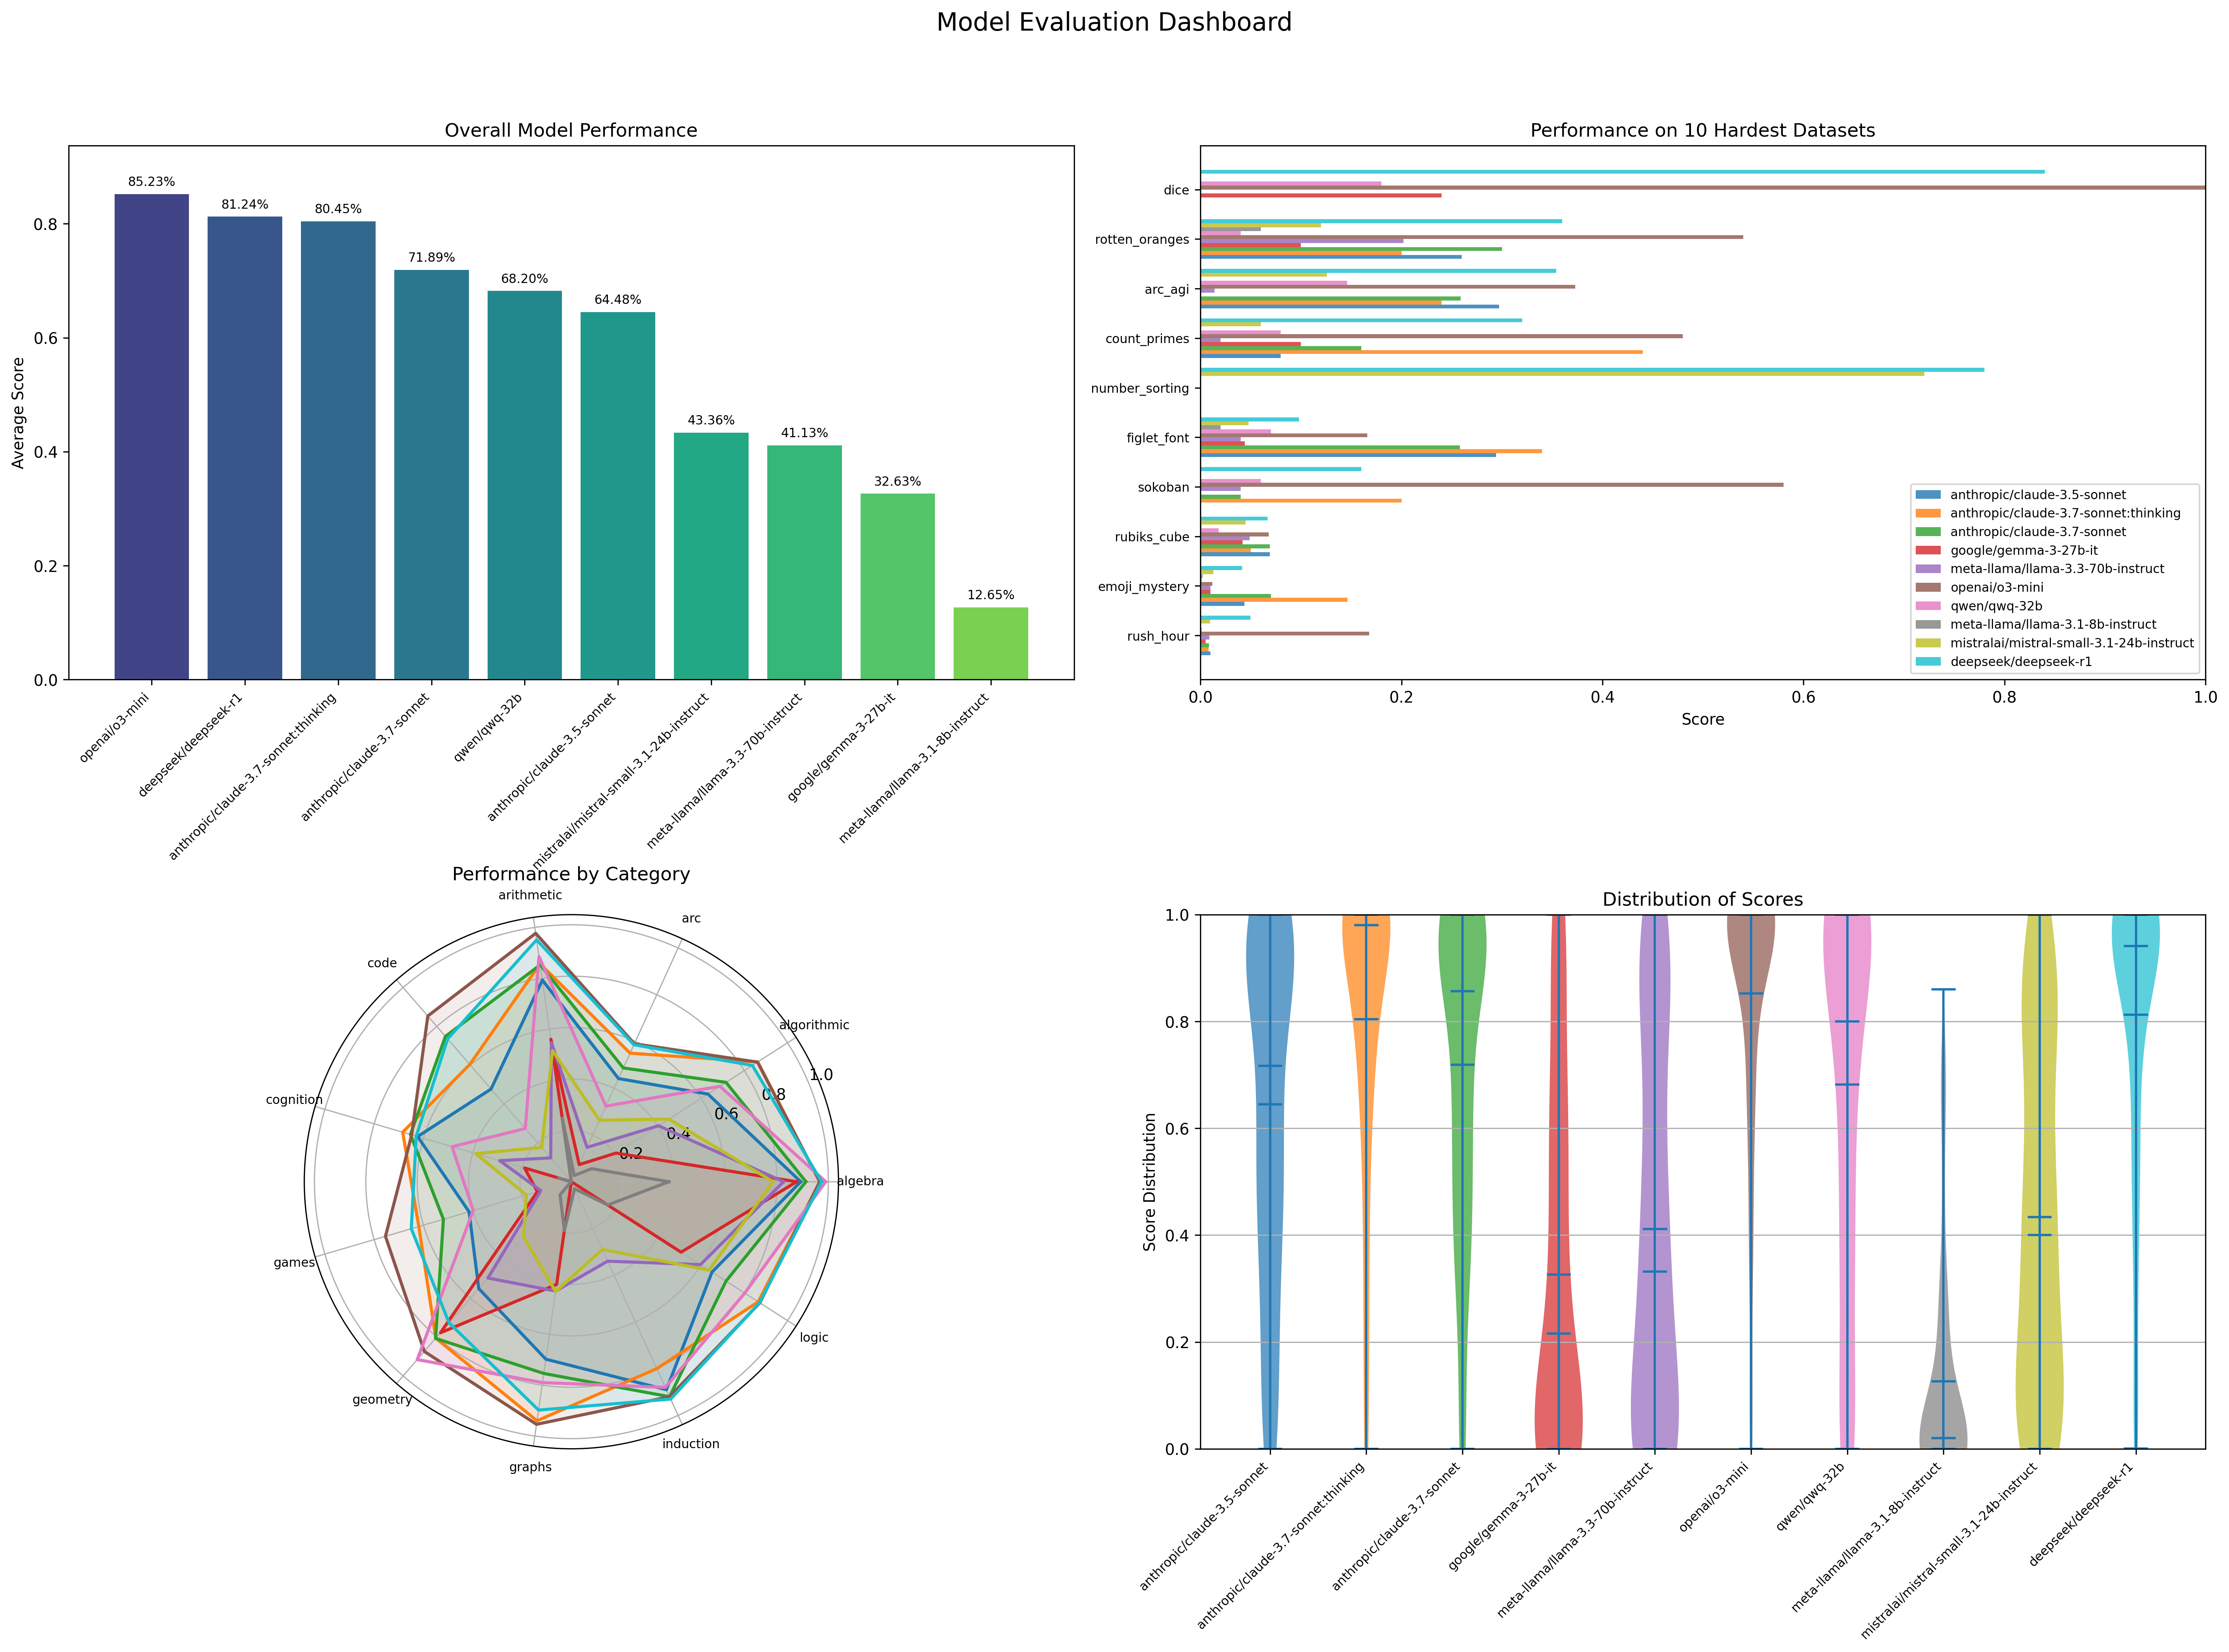 Model Evaluation Dashboard
Overall Model Performance
Average Score
0.8
0.6
0.4
0.2
0.0
85.23%
81.24%
80.45%
71.89%
68.20%
64.48%
43.36%
41.13%
32.63%
12.65%
openai/o3-mini
deepseek/deepseek-r1
anthropic/claude-3.7-sonnet:thinking
anthropic/claude-3.7-sonnet
qwen/qwq-32b
anthropic/claude-3.5-sonnet
mistralai/mistral-small-3.1-24b-instruct
meta-llama/llama-3.3-70b-instruct
google/gemma-3-27b-it
meta-llama/llama-3.1-8b-instruct
Performance on 10 Hardest Datasets
dice
rotten_oranges
arc_agi
count_primes
number_sorting
figlet_font
sokoban
rubiks_cube
emoji_mystery
rush_hour
anthropic/claude-3.5-sonnet
anthropic/claude-3.7-sonnet:thinking
anthropic/claude-3.7-sonnet
google/gemma-3-27b-it
meta-llama/llama-3.3-70b-instruct
openai/o3-mini
qwen/qwq-32b
meta-llama/llama-3.1-8b-instruct
mistralai/mistral-small-3.1-24b-instruct
deepseek/deepseek-r1
0.0
0.2
0.4
0.6
0.8
1.0
Score
Performance by Category
arithmetic
arc
code
algorithmic
1.0
0.8
0.6
0.4
0.2
cognition
algebra
games
logic
geometry
induction
graphs
Distribution of Scores
Score Distribution
1.0
0.8
0.6
0.4
0.2
0.0
anthropic/claude-3.5-sonnet
anthropic/claude-3.7-sonnet:thinking
anthropic/claude-3.7-sonnet
google/gemma-3-27b-it
meta-llama/llama-3.3-70b-instruct
openai/o3-mini
qwen/qwq-32b
meta-llama/llama-3.1-8b-instruct
mistralai/mistral-small-3.1-24b-instruct
deepseek/deepseek-r1